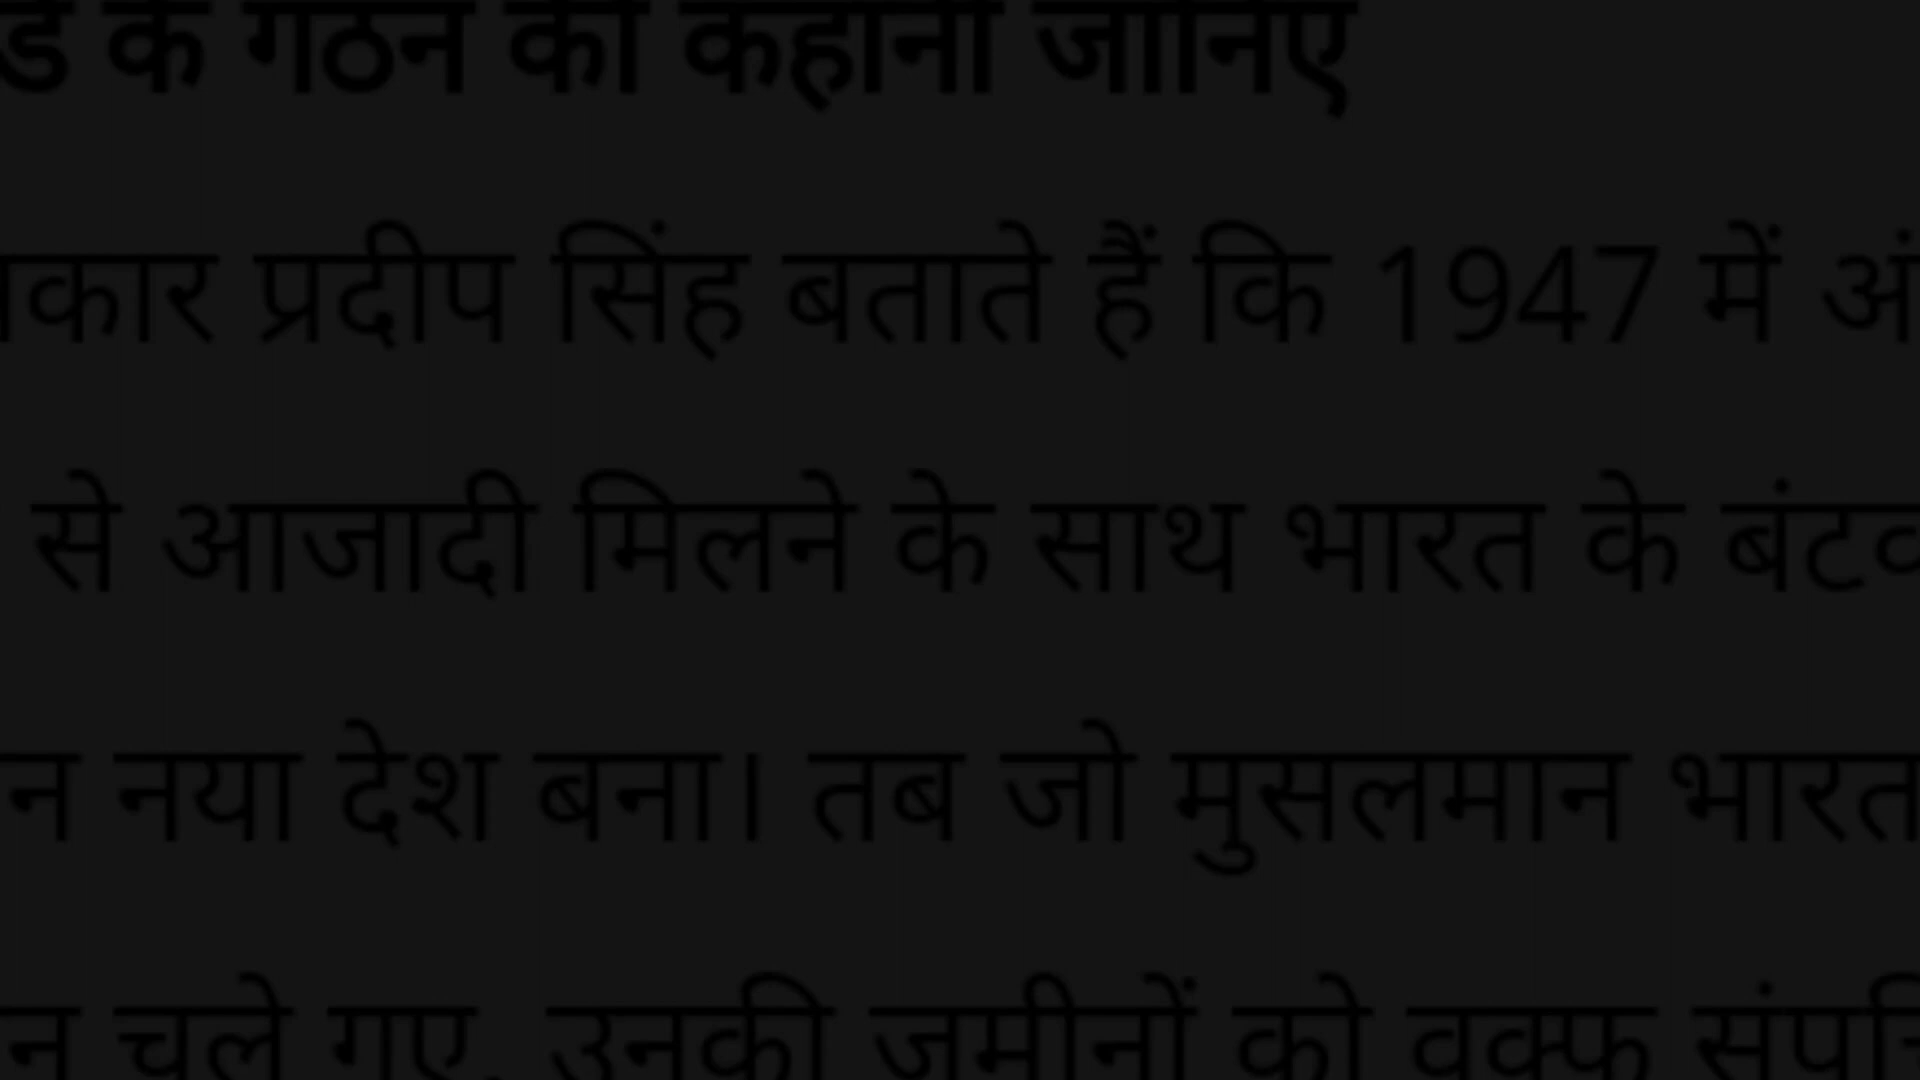 के गठन की कहानी जानिए
प्रदीप सिंह बताते हैं कि 1947 में
से आजादी मिलने के साथ भारत के
नया देश बना। तब जो मुसलमान भारत
चले गए, उनकी जमीनों को वक्फ